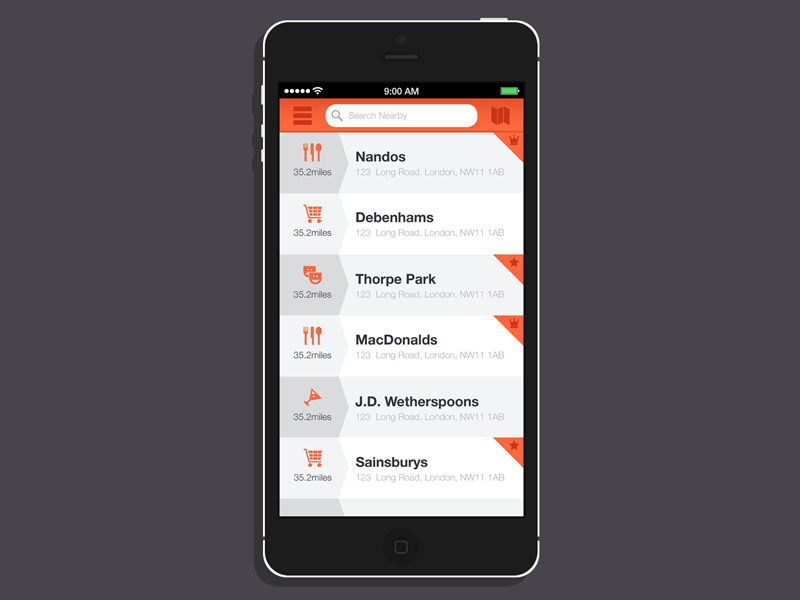 9:00 AM
Search Nearby
Nandos
35.2miles
123 Long Road, London, NW11 1AB
Debenhams
35.2miles
123 Long Road, London, NW11 1AB
Thorpe Park
35.2miles
123 Long Road, London, NW11 1AB
MacDonalds
35.2miles
123 Long Road, London, NW11 1AB
J.D. Wetherspoons
35.2miles
123 Long Road, London, NW11 1AB
Sainsburys
35.2miles
123 Long Road, London, NW11 1AB